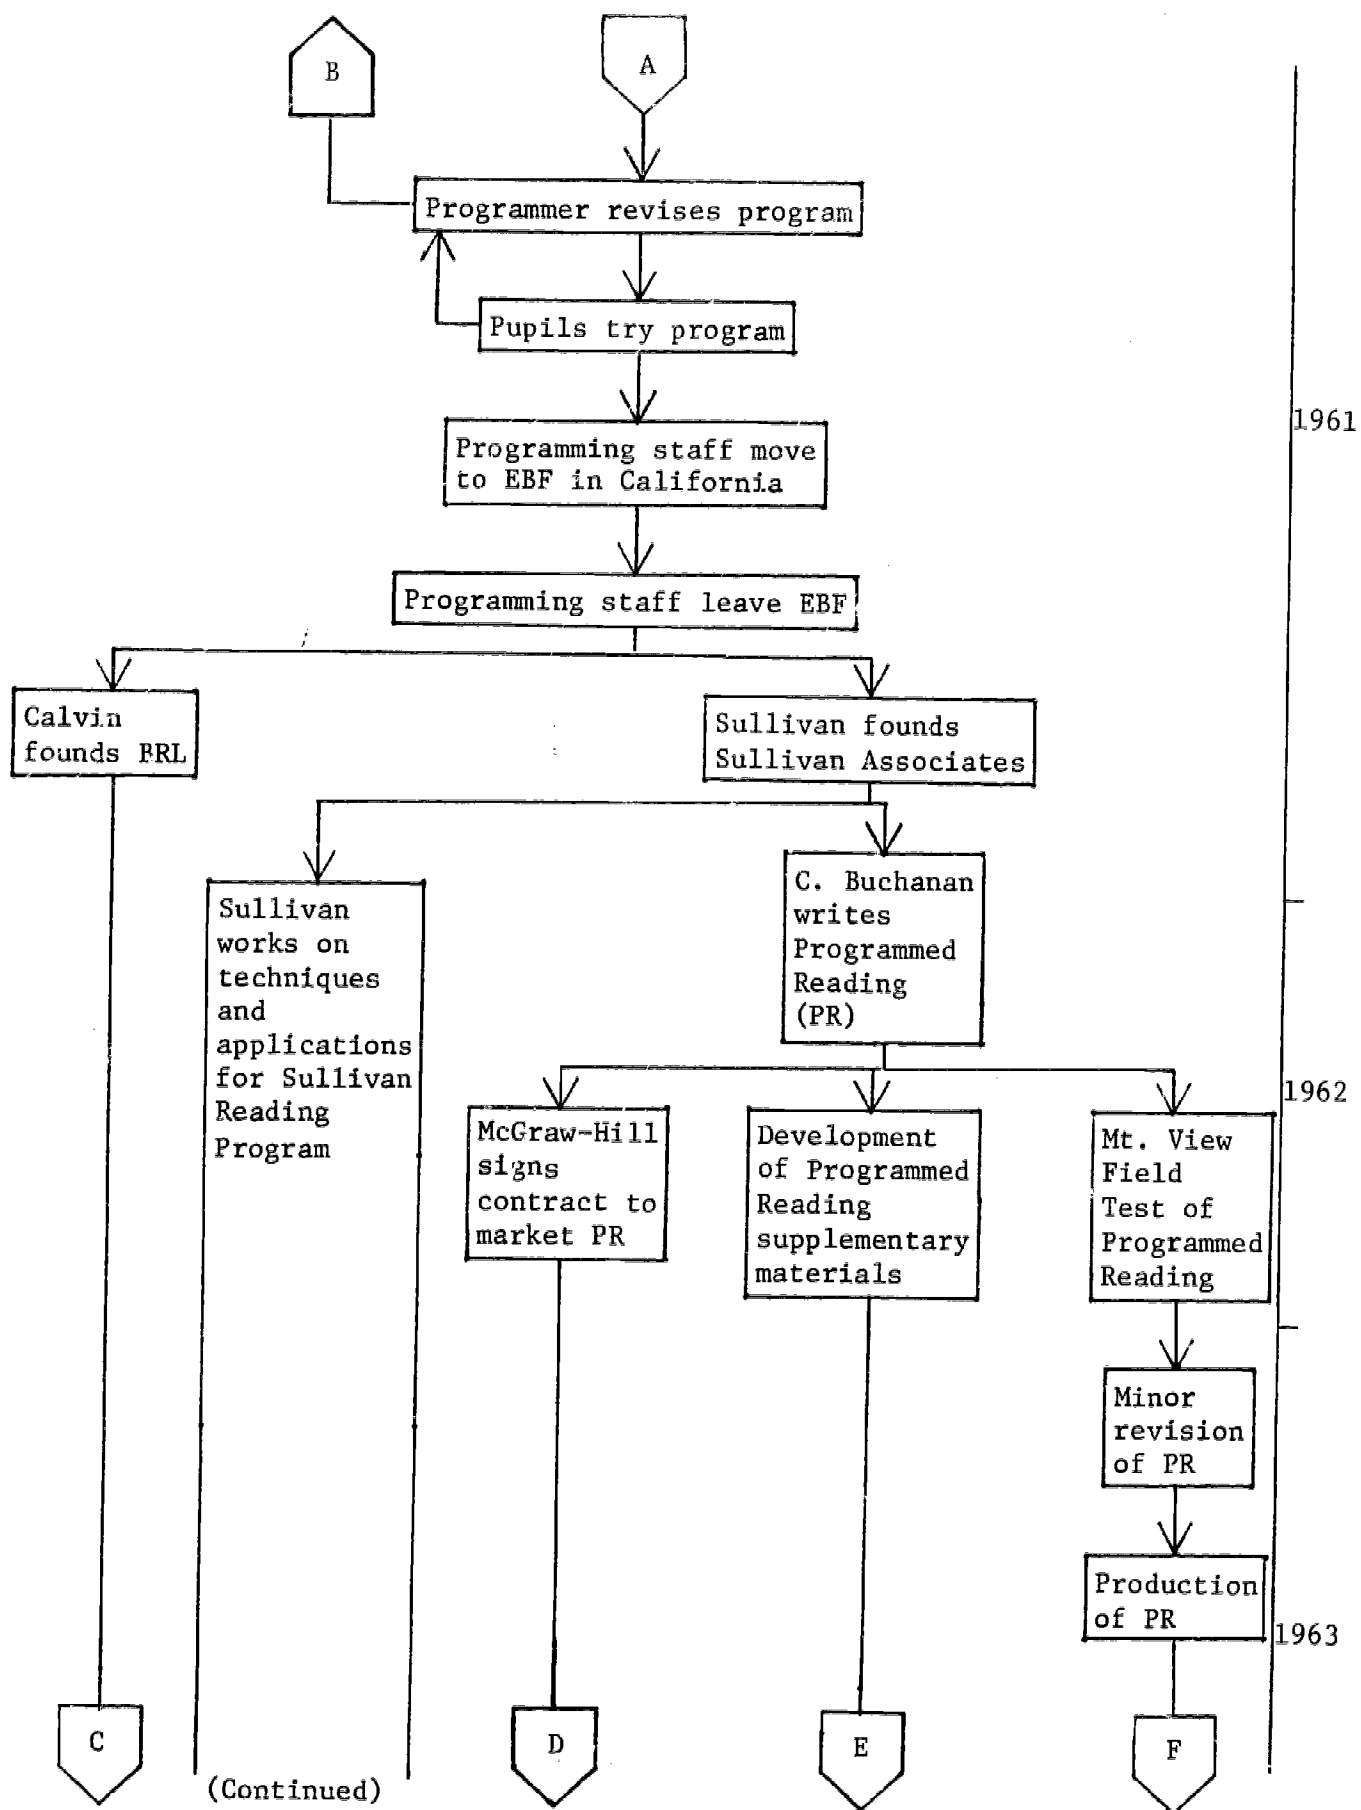 B
A
Programmer revises program
Pupils try program
1961
Programming staff move
to EBF in California
Programming staff leave EBF
Calvin
founds BRL
Sullivan founds
Sullivan Associates
Sullivan
works on
techniques
and
applications
for Sullivan
Reading
Program
C. Buchanan
writes
Programmed
Reading
(PR)
1962
McGraw-Hill
signs
contract to
market PR
Development
of Programmed
Reading
supplementary
materials
Mt. View
Field
Test of
Programmed
Reading
Minor
revision
of PR
Production
of PR
1963
C
(Continued)
D
E
F